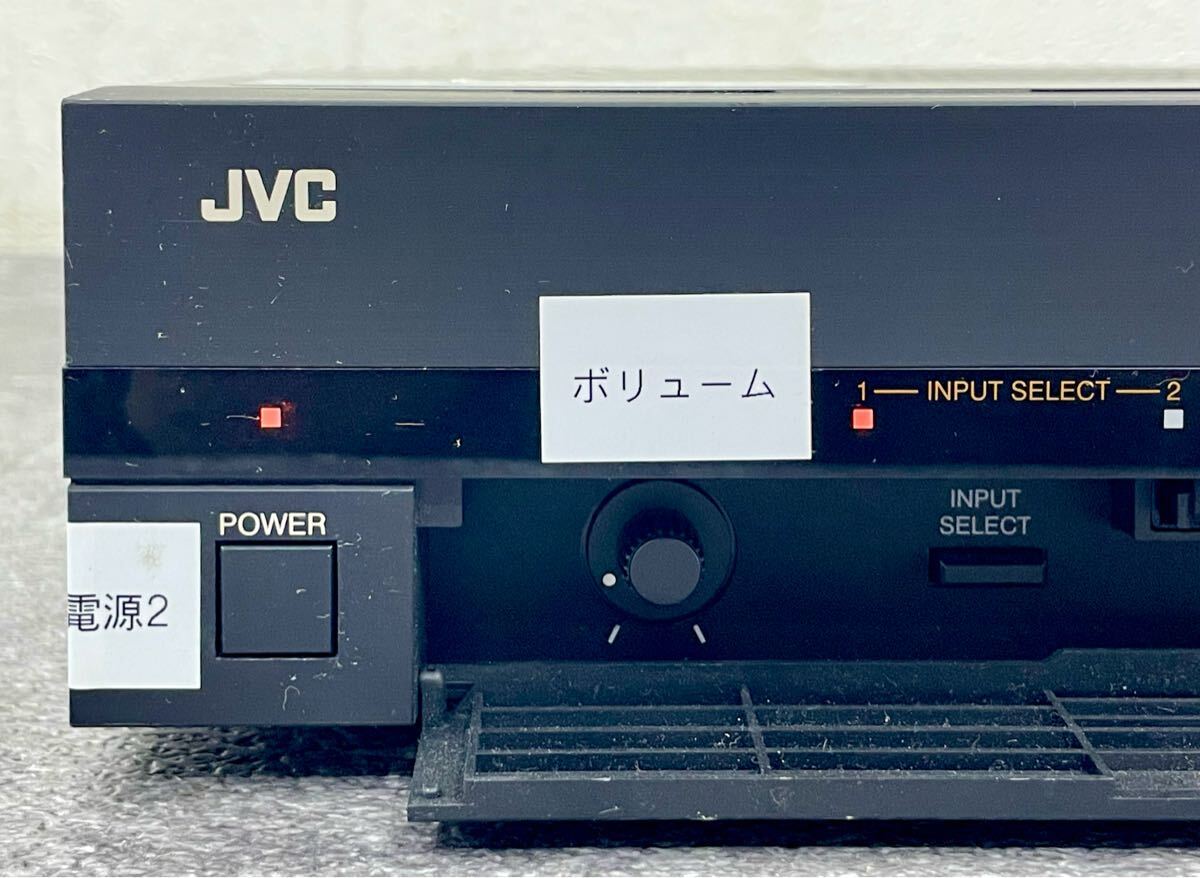 JVC
ボリューム
1 — INPUT SELECT — 2
POWER
電源2
INPUT
SELECT